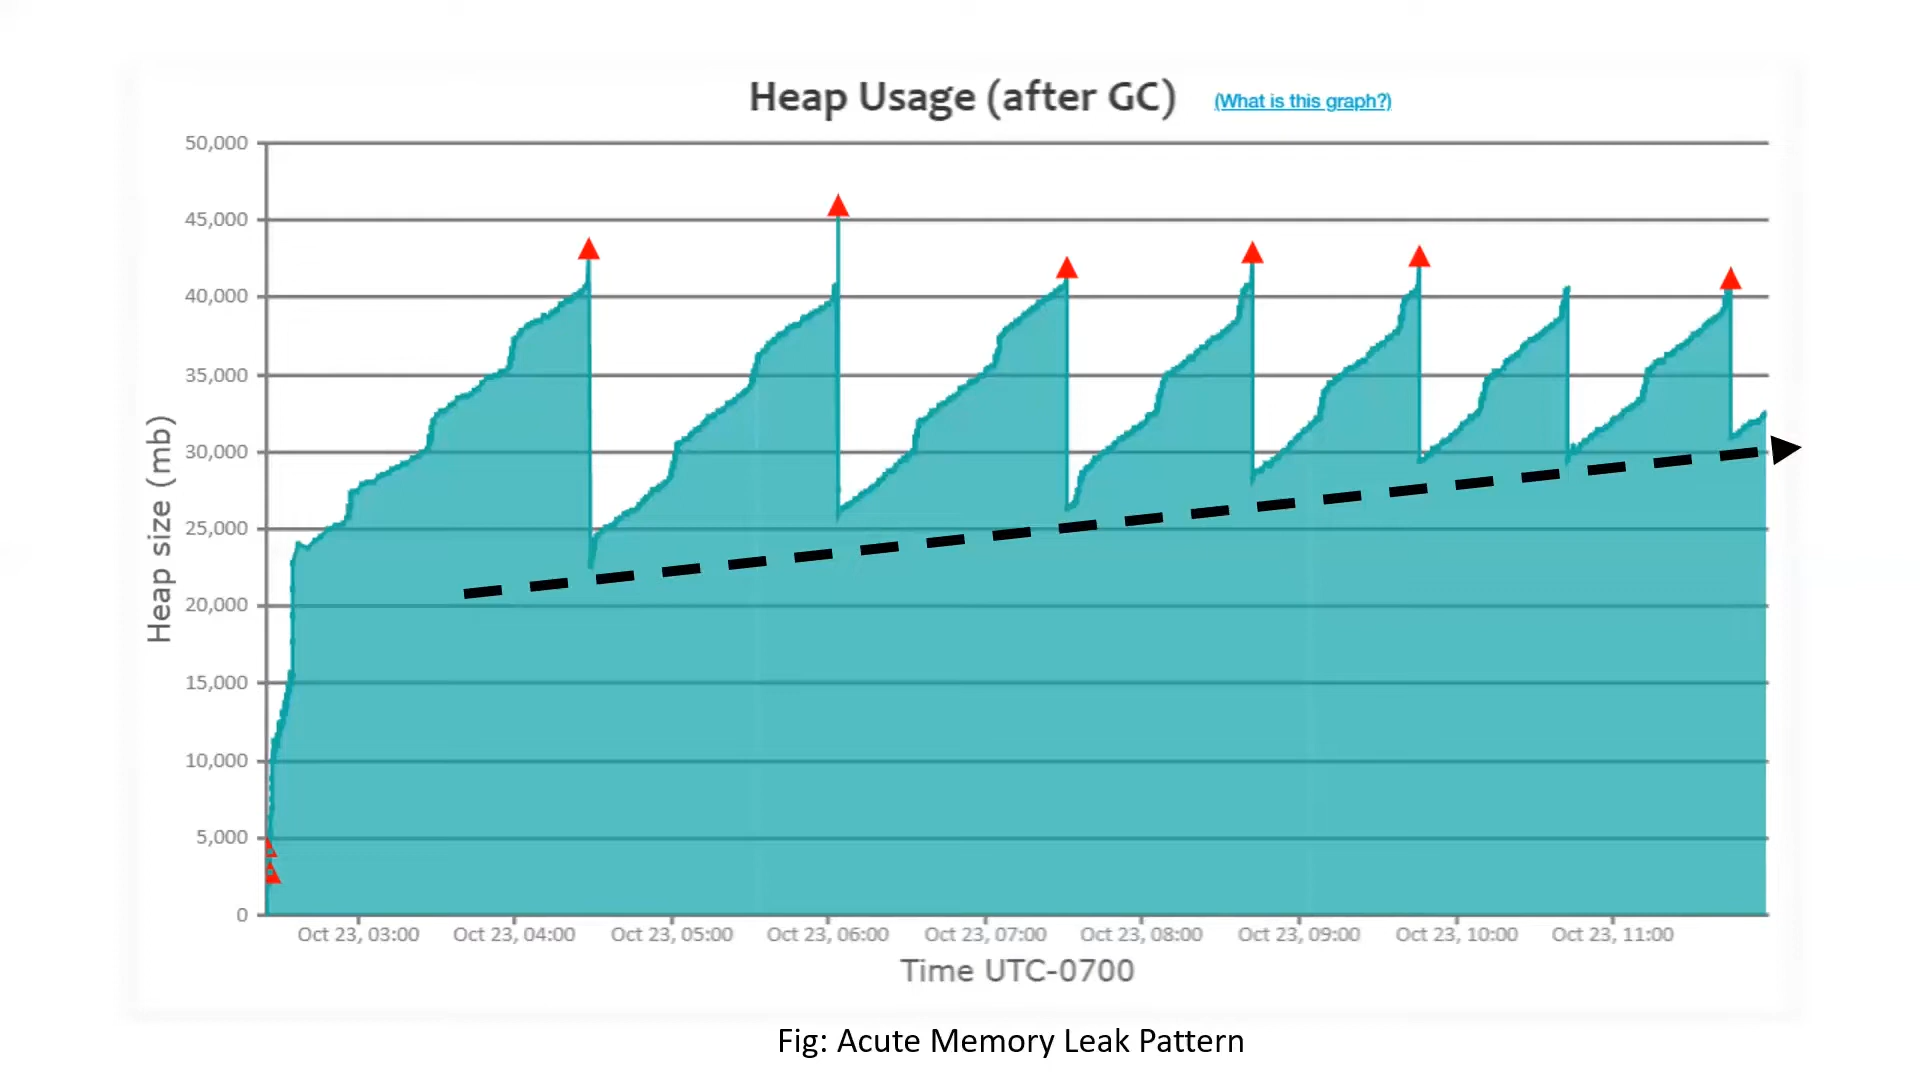 Heap Usage (after GC) (What is this graph?)
50,000
45,000
40,000
35,000
30,000
25,000
20,000
15,000
10,000
5,000
0
Heap size (mb)
Oct 23, 03:00 Oct 23, 04:00 Oct 23, 05:00 Oct 23, 06:00 Oct 23, 07:00 Oct 23, 08:00 Oct 23, 09:00 Oct 23, 10:00 Oct 23, 11:00
Time UTC-0700
Fig: Acute Memory Leak Pattern